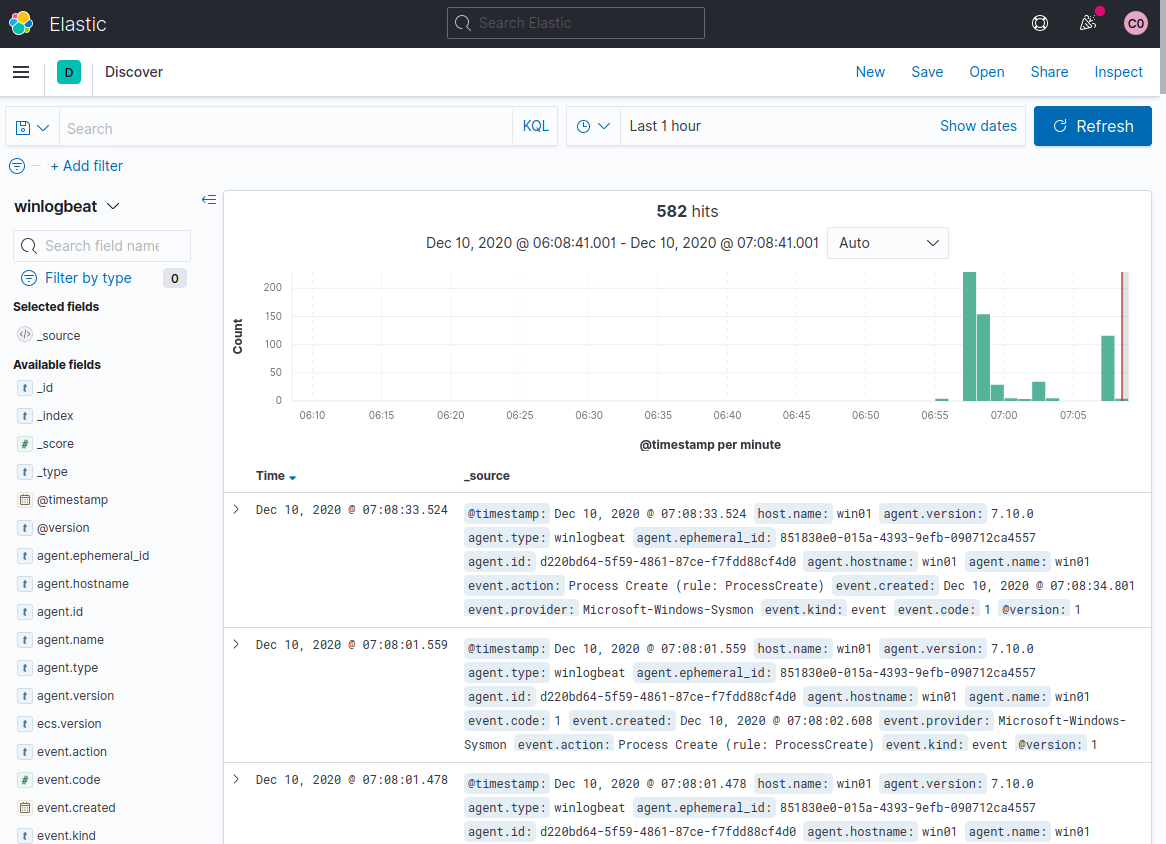 Elastic
Search Elastic
CO
D
Discover
New Save Open Share Inspect
Search
KQL
Last 1 hour
Show dates
Refresh
+ Add filter
winlogbeat
Search field name
Filter by type 0
Selected fields
_source
Available fields
t _id
t _index
# _score
t _type
@timestamp
t @version
t agent.ephemeral_id
t agent.hostname
t agent.id
t agent.name
t agent.type
t agent.version
t ecs.version
t event.action
# event.code
event.created
t event.kind
582 hits
Dec 10, 2020 @ 06:08:41.001 - Dec 10, 2020 @ 07:08:41.001
Auto
Count
200
150
100
50
0
06:10 06:15 06:20 06:25 06:30 06:35 06:40 06:45 06:50 06:55 07:00 07:05
@timestamp per minute
Time _source
Dec 10, 2020 @ 07:08:33.524
@timestamp: Dec 10, 2020 @ 07:08:33.524 host.name: win01 agent.version: 7.10.0
agent.type: winlogbeat agent.ephemeral_id: 851830e0-015a-4393-9efb-090712ca4557
agent.id: d220bd64-5f59-4861-87ce-f7fdd88cf4d0 agent.hostname: win01 agent.name: win01
event.action: Process Create (rule: ProcessCreate) event.created: Dec 10, 2020 @ 07:08:34.801
event.provider: Microsoft-Windows-Sysmon event.kind: event event.code: 1 @version: 1
Dec 10, 2020 @ 07:08:01.559
@timestamp: Dec 10, 2020 @ 07:08:01.559 host.name: win01 agent.version: 7.10.0
agent.type: winlogbeat agent.ephemeral_id: 851830e0-015a-4393-9efb-090712ca4557
agent.id: d220bd64-5f59-4861-87ce-f7fdd88cf4d0 agent.hostname: win01 agent.name: win01
event.code: 1 event.created: Dec 10, 2020 @ 07:08:02.608 event.provider: Microsoft-Windows-
Sysmon event.action: Process Create (rule: ProcessCreate) event.kind: event @version: 1
Dec 10, 2020 @ 07:08:01.478
@timestamp: Dec 10, 2020 @ 07:08:01.478 host.name: win01 agent.version: 7.10.0
agent.type: winlogbeat agent.ephemeral_id: 851830e0-015a-4393-9efb-090712ca4557
agent.id: d220bd64-5f59-4861-87ce-f7fdd88cf4d0 agent.hostname: win01 agent.name: win01